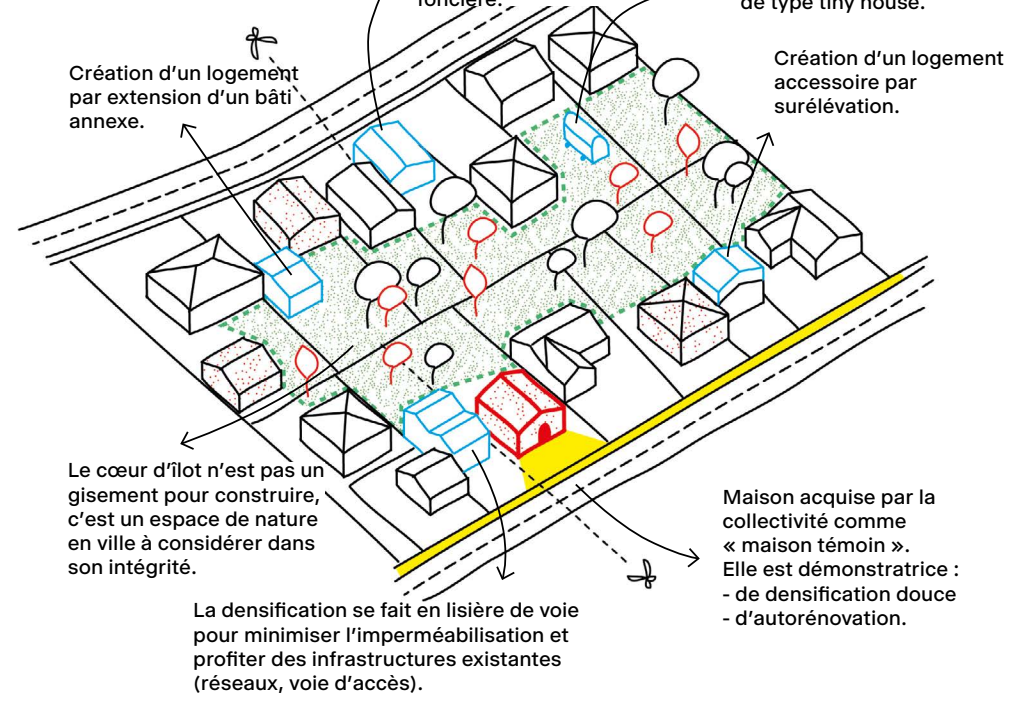 foncière.
de type tiny house.
Création d'un logement
par extension d'un bâti
annexe.
Création d'un logement
accessoire par
surélévation.
Le cœur d'îlot n'est pas un
gisement pour construire,
c'est un espace de nature
en ville à considérer dans
son intégrité.
La densification se fait en lisière de voie
pour minimiser l'imperméabilisation et
profiter des infrastructures existantes
(réseaux, voie d'accès).
Maison acquise par la
collectivité comme
« maison témoin ».
Elle est démonstratrice :
- de densification douce
- d'autorénovation.